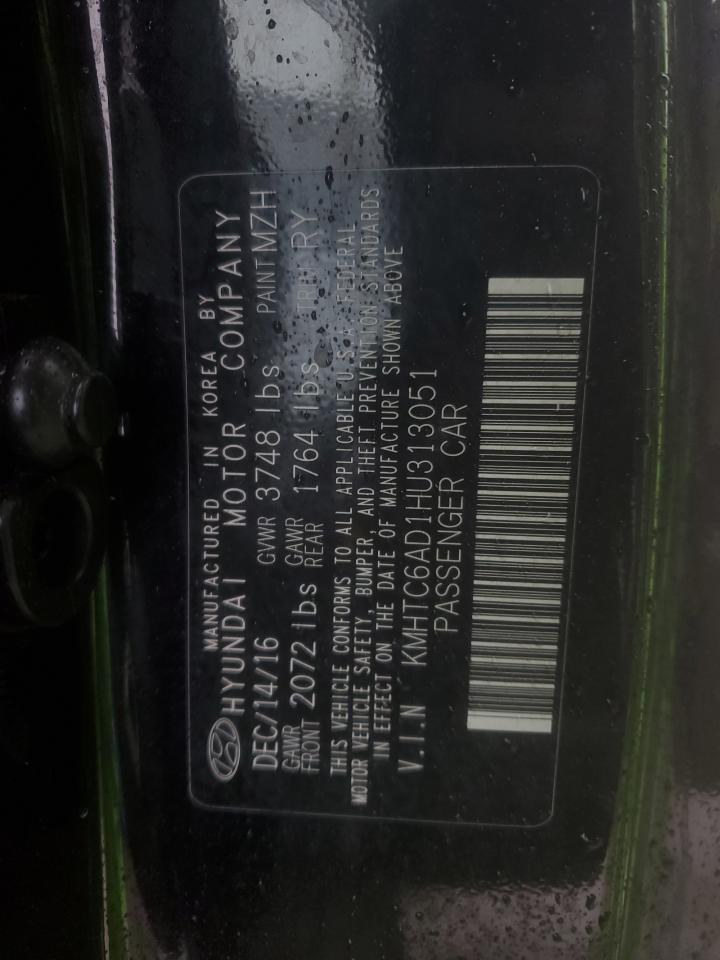 MANUFACTURED IN KOREA BY
HYUNDAI MOTOR COMPANY
DEC/14/16 GVWR 3748 lbs PAINT MZH
GAWR FRONT 2072 lbs GAWR REAR 1764 lbs TRIM RY
THIS VEHICLE CONFORMS TO ALL APPLICABLE U.S.A. FEDERAL
MOTOR VEHICLE SAFETY, BUMPER, AND THEFT PREVENTION STANDARDS
IN EFFECT ON THE DATE OF MANUFACTURE SHOWN ABOVE
V.I.N KMHTC6AD1HU313051
PASSENGER CAR